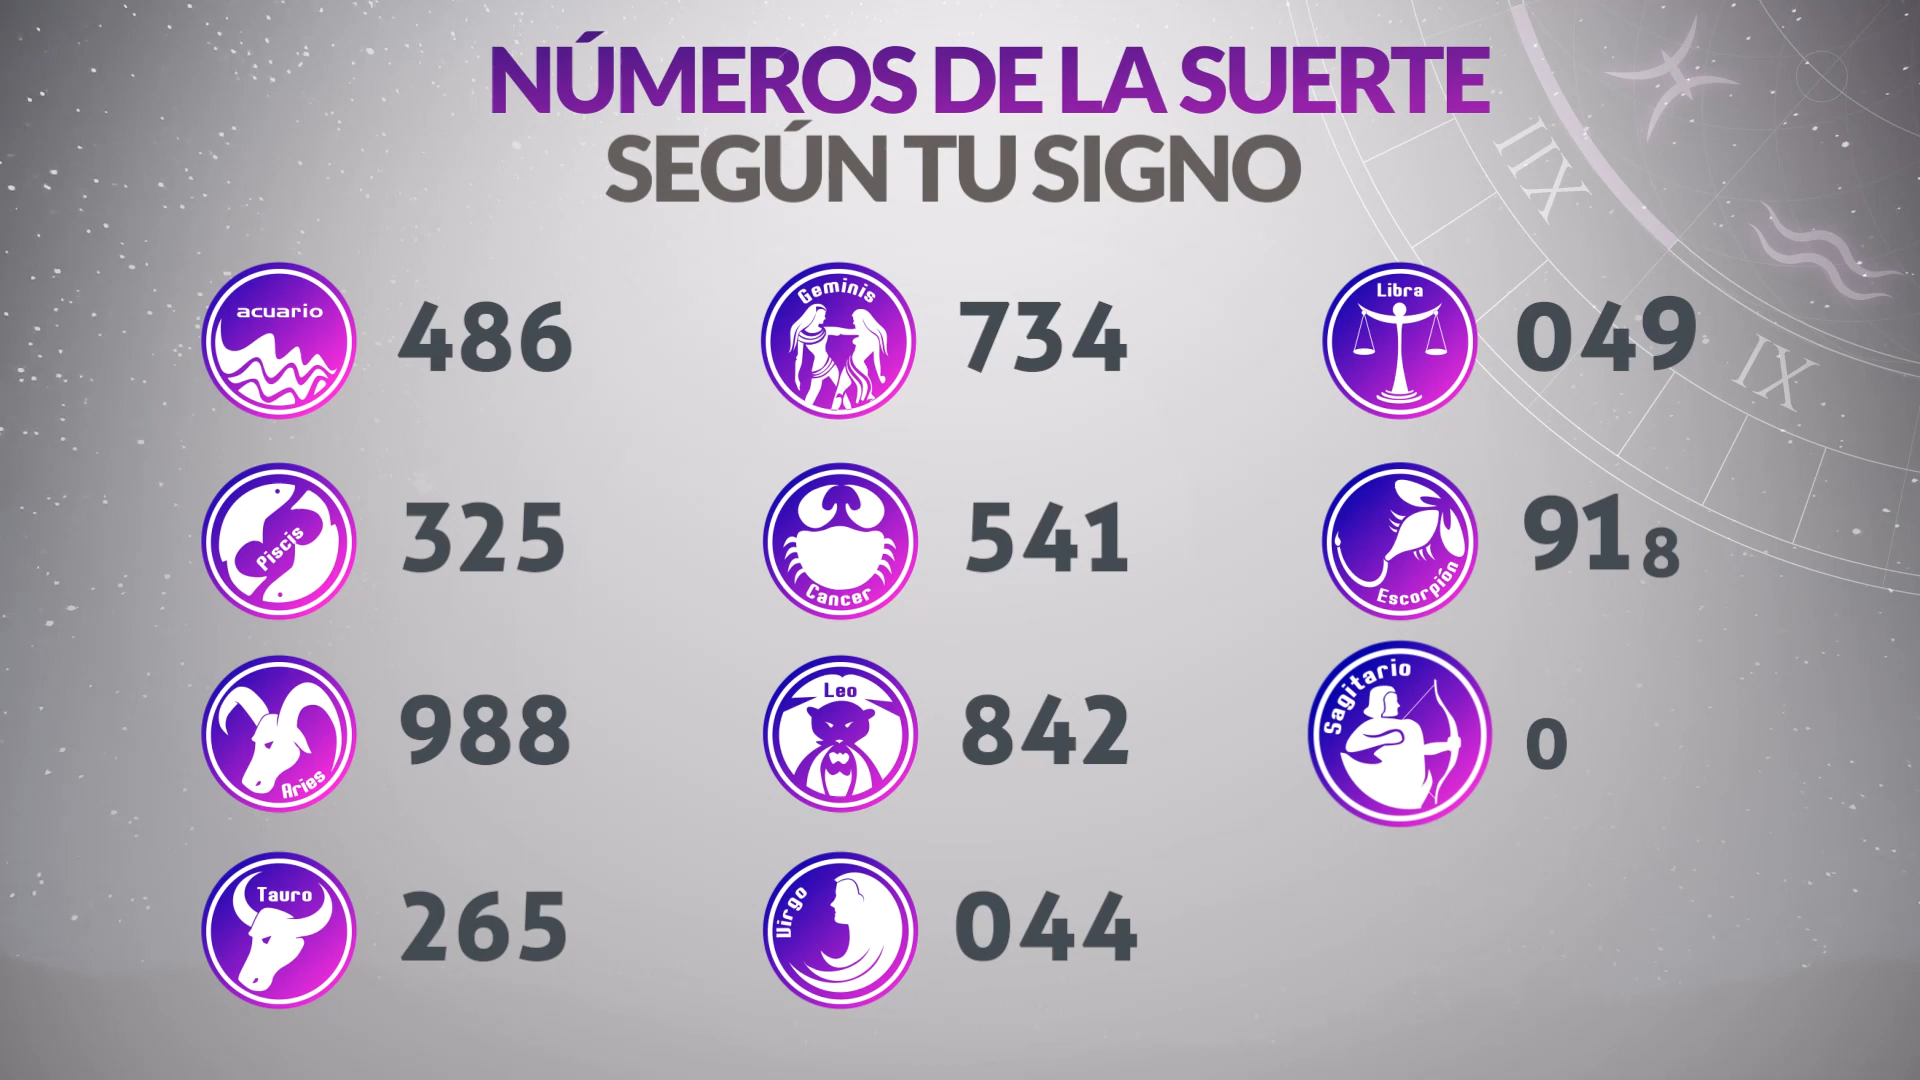 NÚMEROS DE LA SUERTE
SEGÚN TU SIGNO
acuario 486
Piscis 325
Aries 988
Tauro 265
Geminis 734
Cancer 541
Leo 842
Virgo 044
Libra 049
Escorpión 918
Sagitario 0
IIX
IX